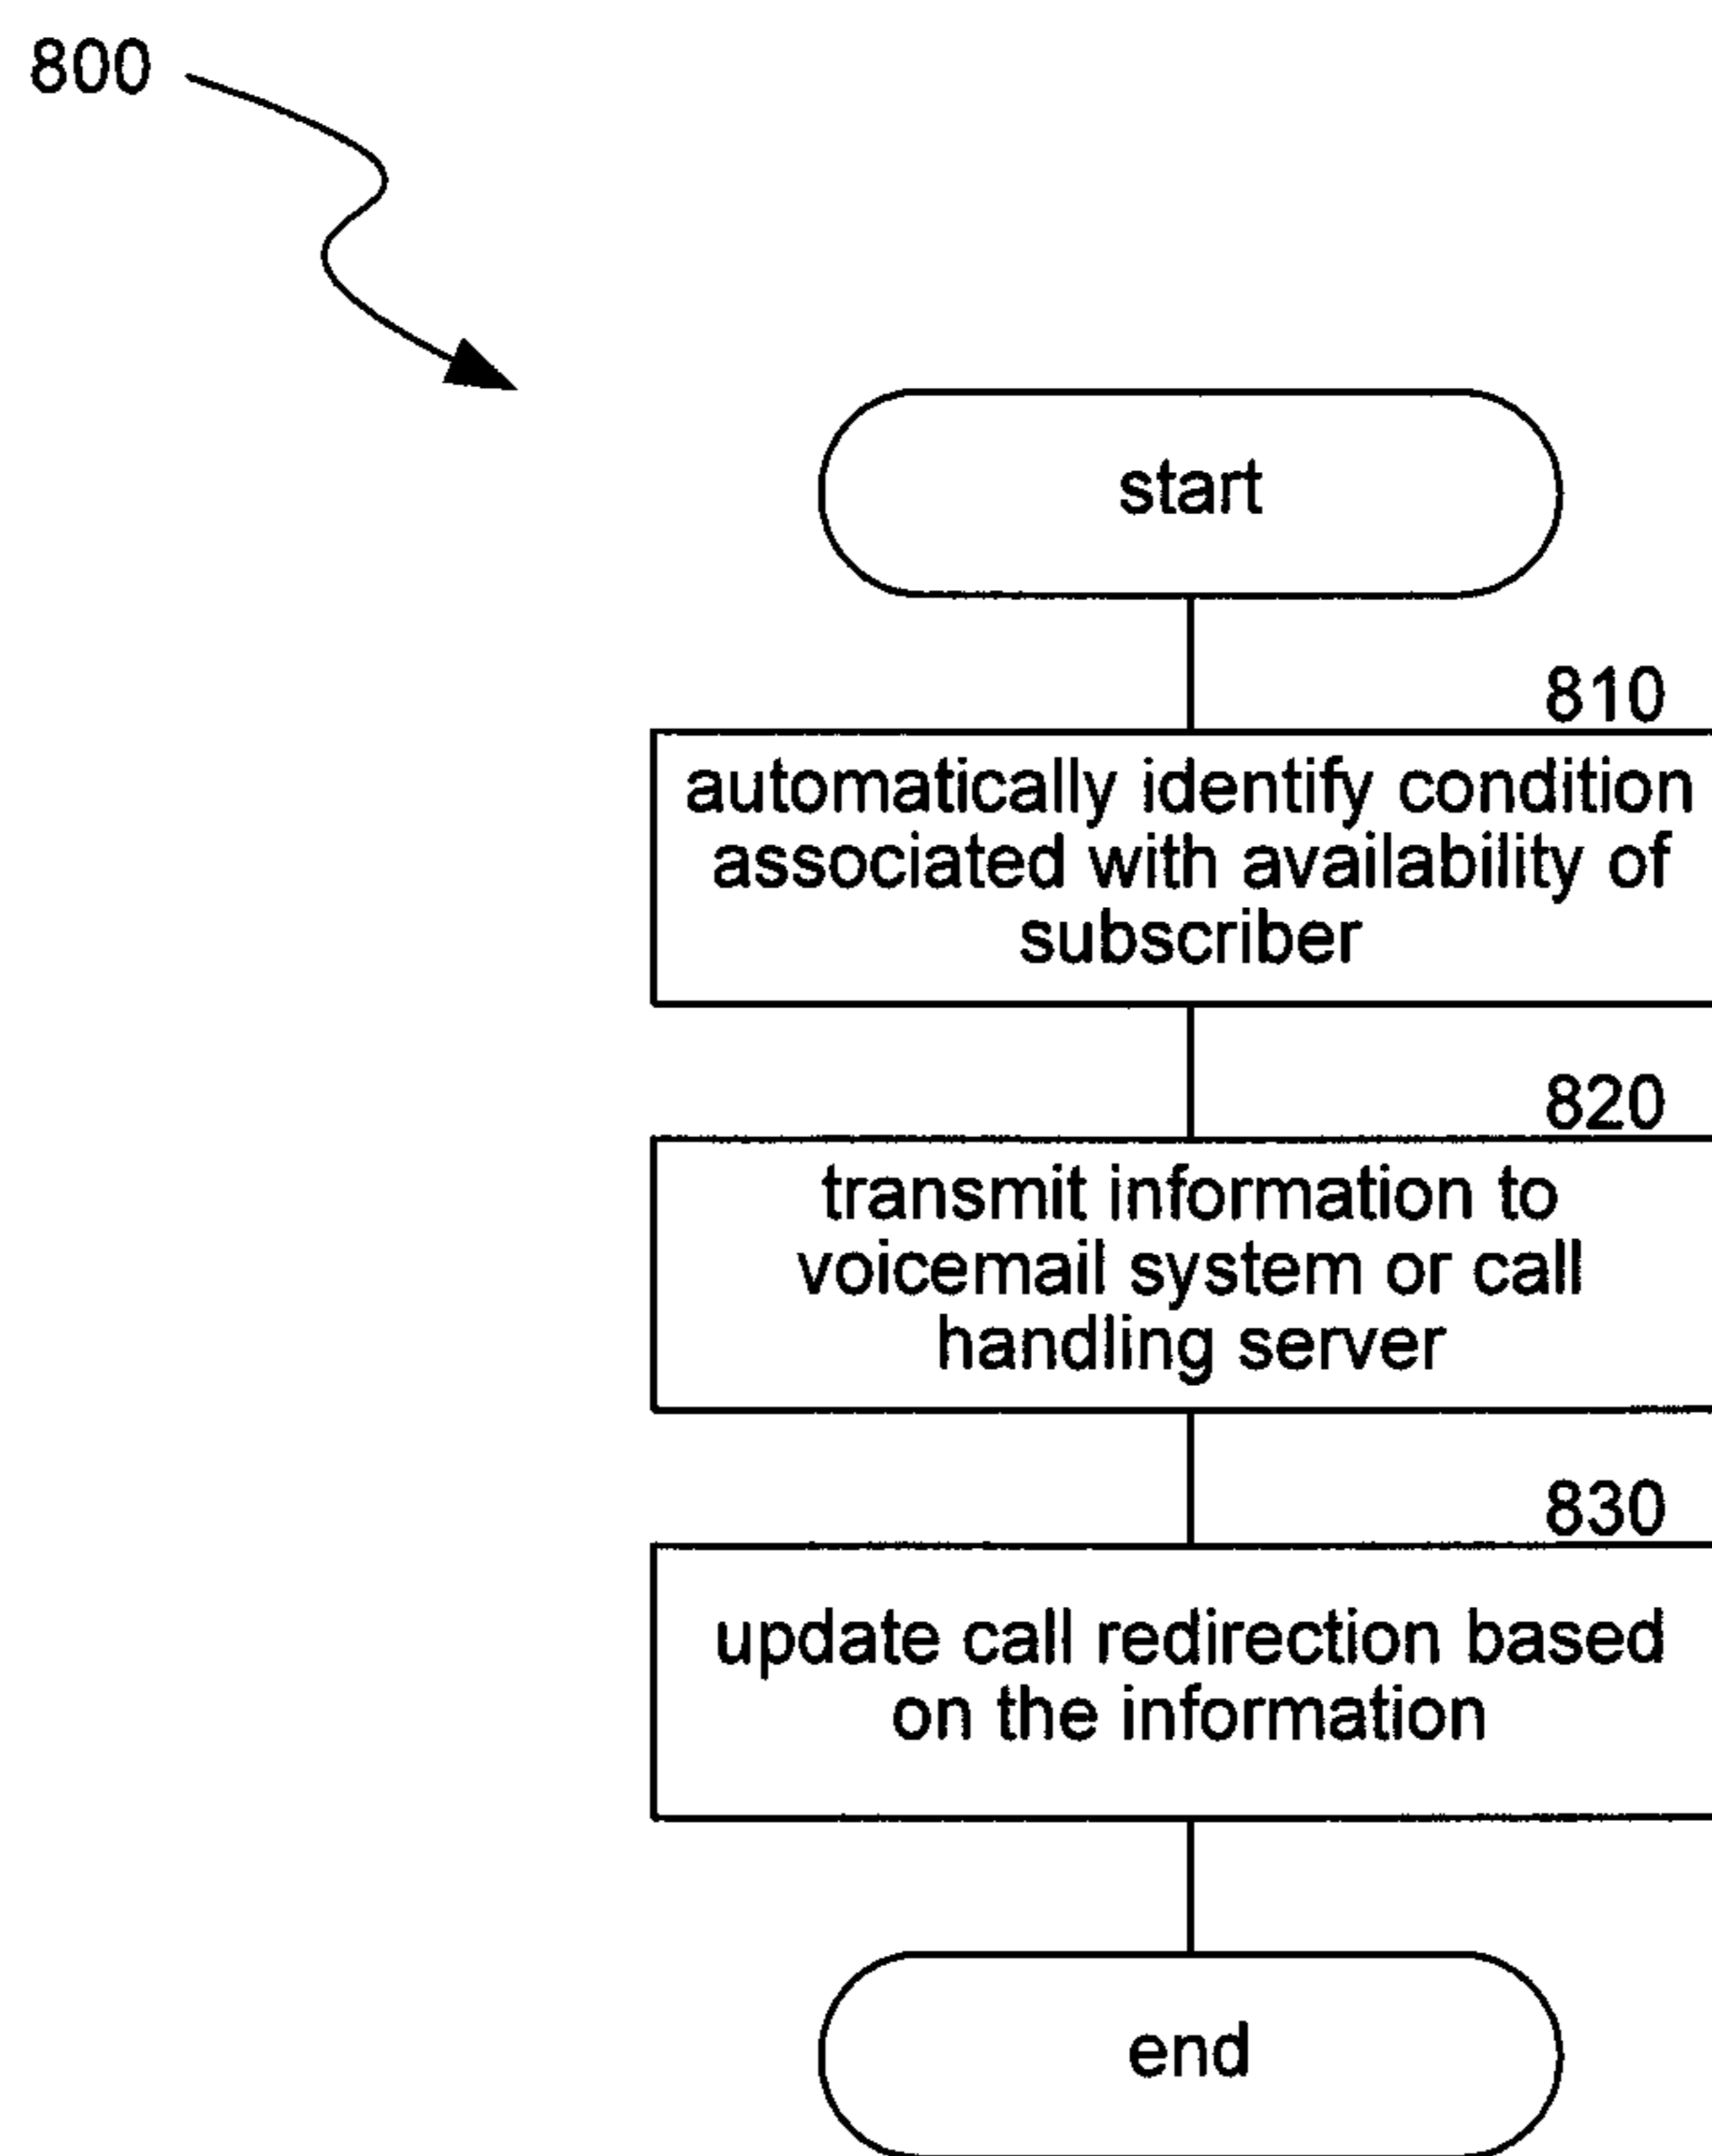 800
start
810
automatically identify condition
associated with availability of
subscriber
820
transmit information to
voicemail system or call
handling server
830
update call redirection based
on the information
end